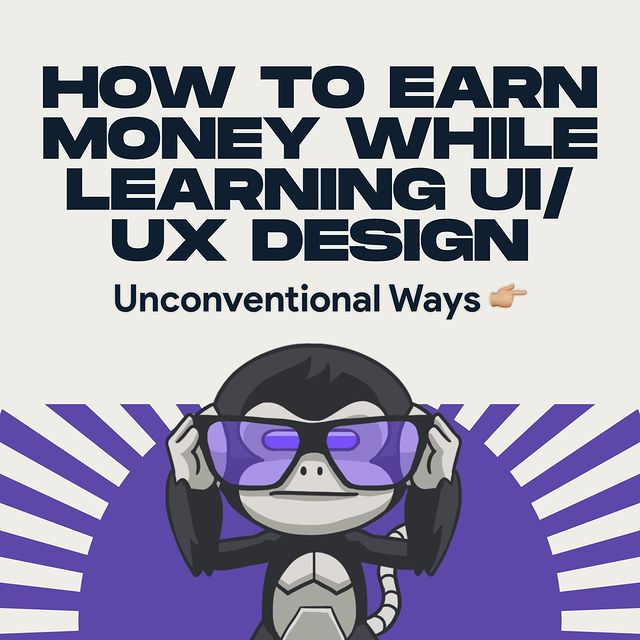 HOW TO EARN
MONEY WHILE
LEARNING UI/
UX DESIGN
Unconventional Ways 👉🏼